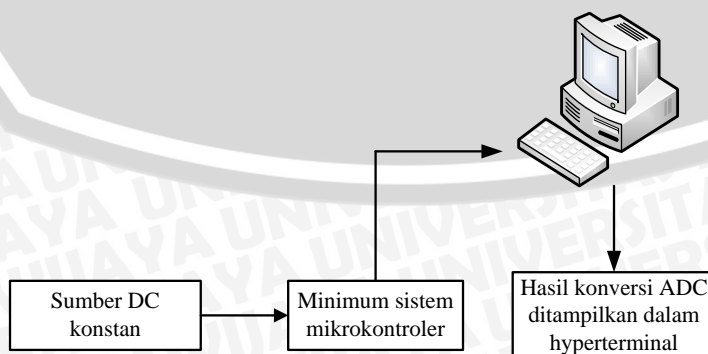 Sumber DC
konstan
Minimum sistem
mikrokontroler
Hasil konversi ADC
ditampilkan dalam
hyperterminal